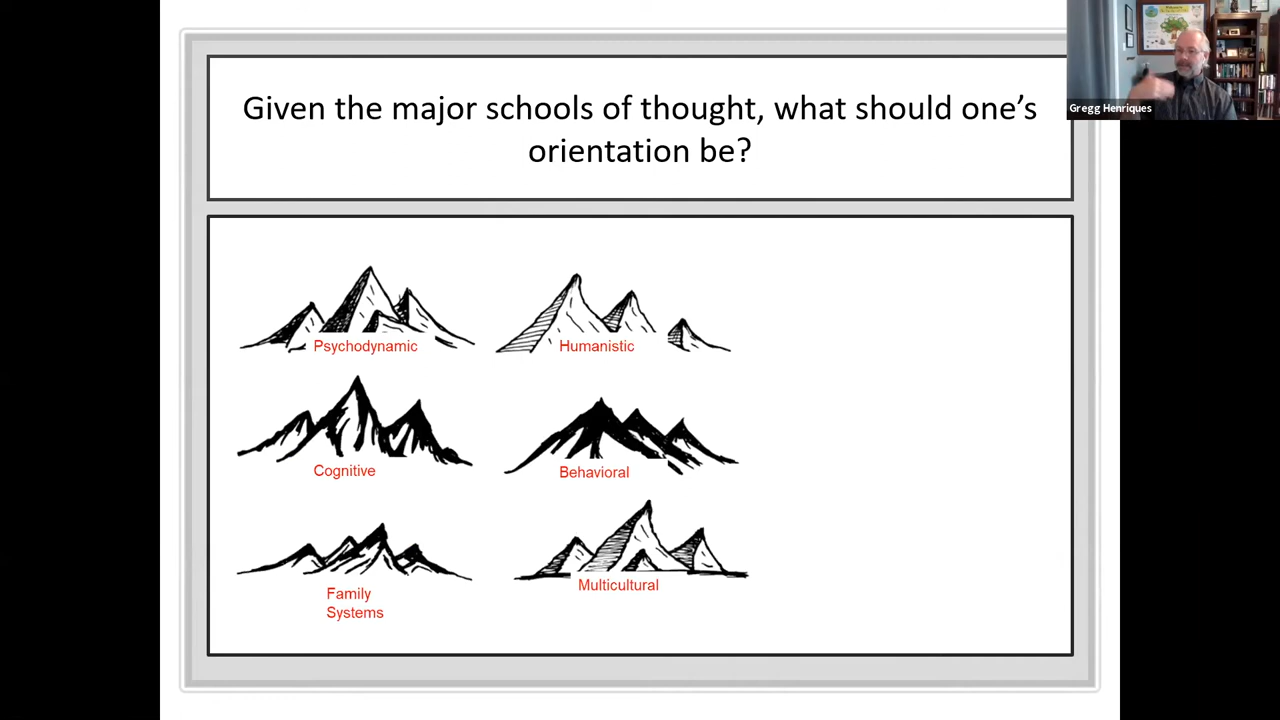 Given the major schools of thought, what should one’s
orientation be?
Gregg Henriques
Psychodynamic
Humanistic
Cognitive
Behavioral
Family
Systems
Multicultural